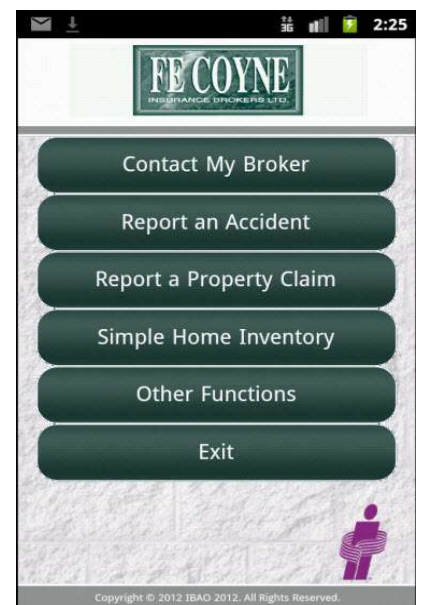 3G 2:25
FE COYNE
INSURANCE BROKERS LTD.
Contact My Broker
Report an Accident
Report a Property Claim
Simple Home Inventory
Other Functions
Exit
Copyright © 2012 IBAO 2012. All Rights Reserved.